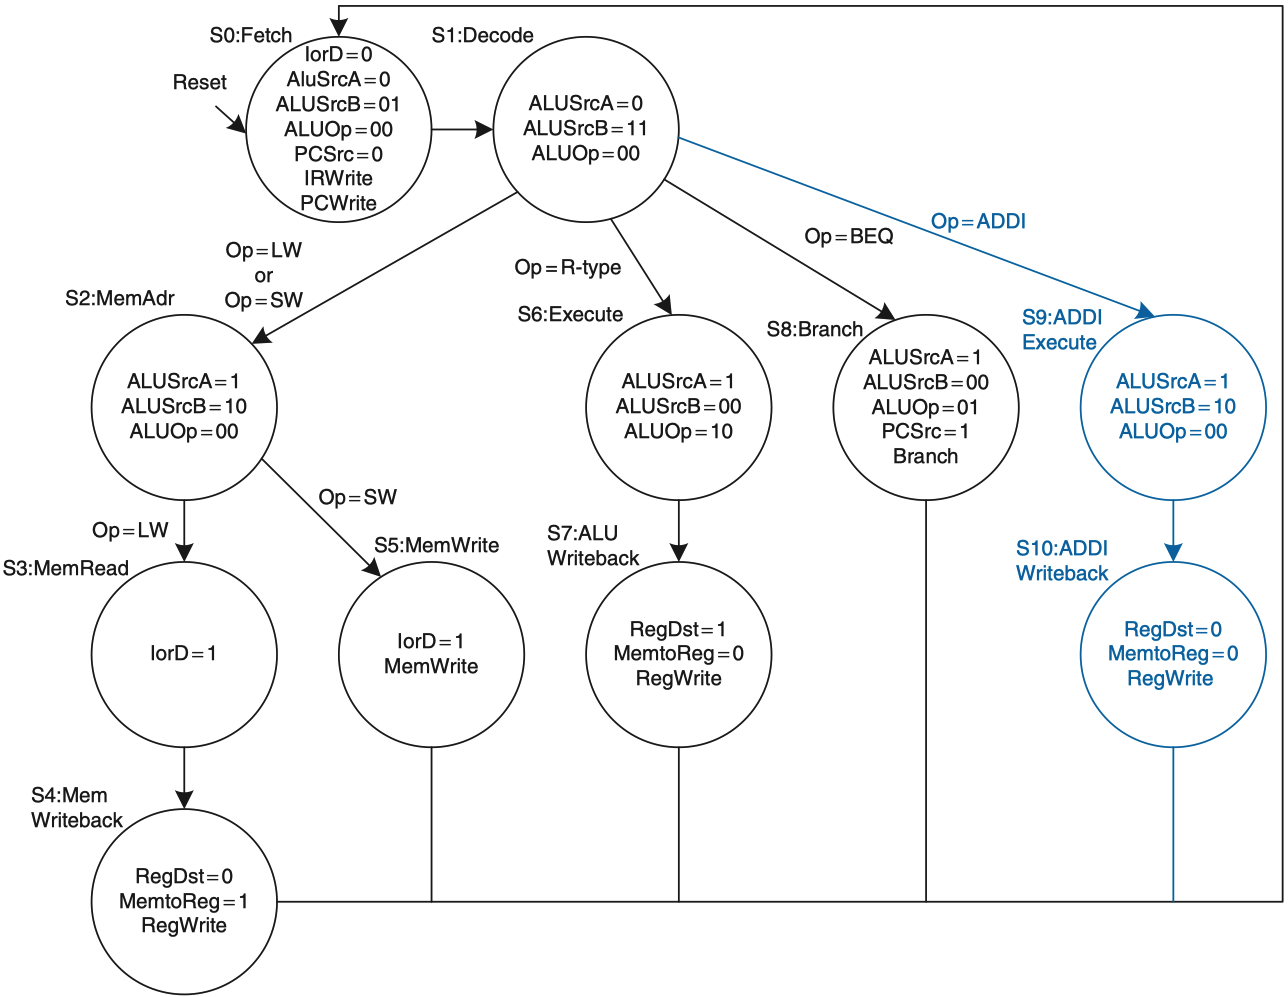 S0:Fetch
Reset
IorD=0
AluSrcA=0
ALUSrcB=01
ALUOp=00
PCSrc=0
IRWrite
PCWrite
S1:Decode
ALUSrcA=0
ALUSrcB=11
ALUOp=00
Op=LW
or
Op=SW
Op=R-type
Op=BEQ
Op=ADDI
S2:MemAdr
ALUSrcA=1
ALUSrcB=10
ALUOp=00
S6:Execute
ALUSrcA=1
ALUSrcB=00
ALUOp=10
S8:Branch
ALUSrcA=1
ALUSrcB=00
ALUOp=01
PCSrc=1
Branch
S9:ADDI
Execute
ALUSrcA=1
ALUSrcB=10
ALUOp=00
Op=LW
Op=SW
S3:MemRead
IorD=1
S5:MemWrite
IorD=1
MemWrite
S7:ALU
Writeback
RegDst=1
MemtoReg=0
RegWrite
S10:ADDI
Writeback
RegDst=0
MemtoReg=0
RegWrite
S4:Mem
Writeback
RegDst=0
MemtoReg=1
RegWrite